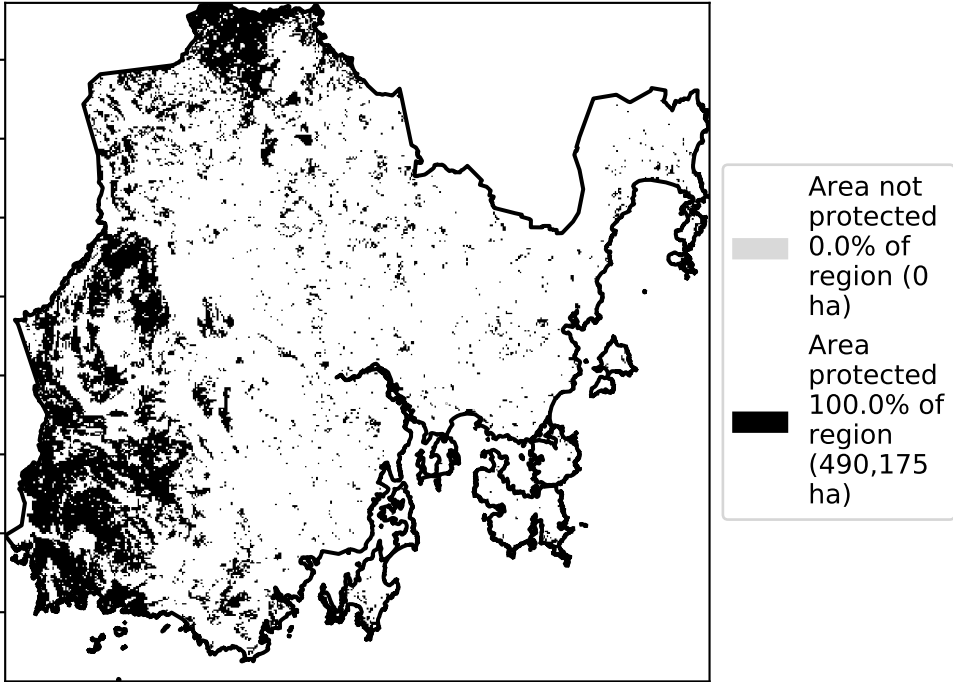 Area not
protected
0.0% of
region (0
ha)
Area
protected
100.0% of
region
(490,175
ha)